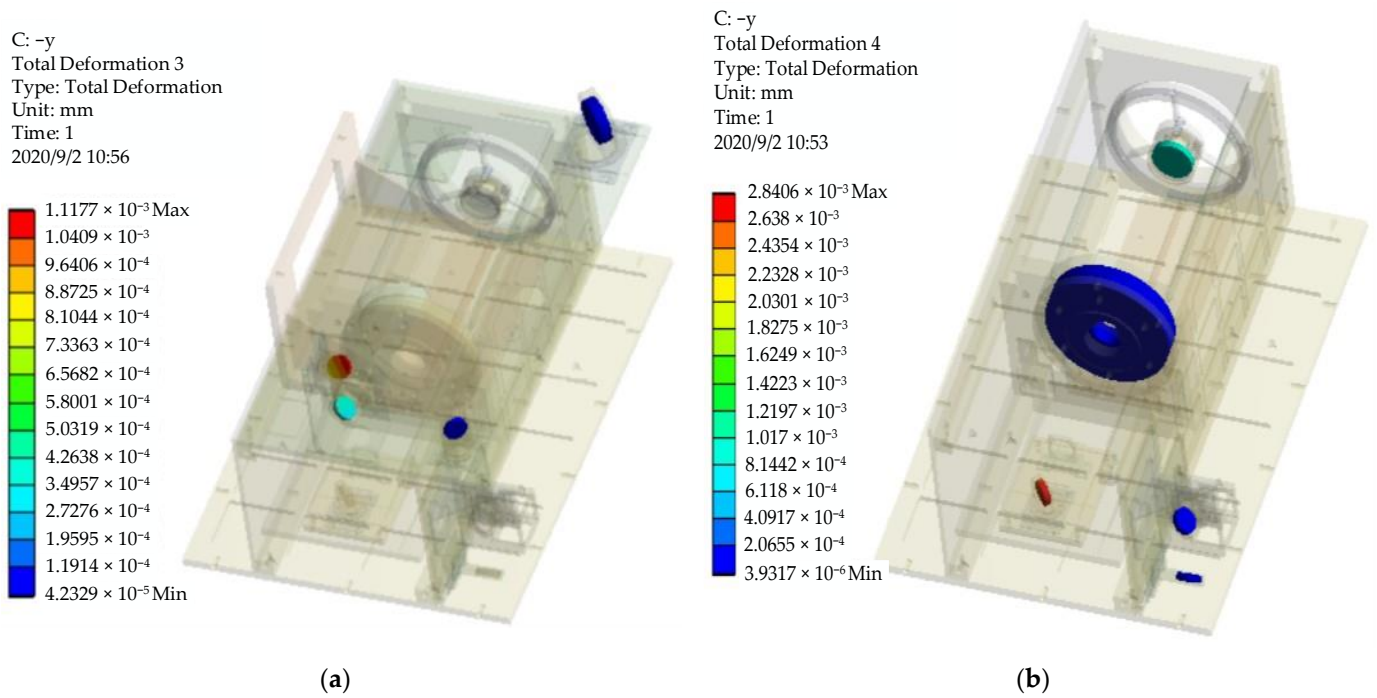 C: −y
Total Deformation 3
Type: Total Deformation
Unit: mm
Time: 1
2020/9/2 10:56
1.1177 × 10⁻³ Max
1.0409 × 10⁻³
9.6406 × 10⁻⁴
8.8725 × 10⁻⁴
8.1044 × 10⁻⁴
7.3363 × 10⁻⁴
6.5682 × 10⁻⁴
5.8001 × 10⁻⁴
5.0319 × 10⁻⁴
4.2638 × 10⁻⁴
3.4957 × 10⁻⁴
2.7276 × 10⁻⁴
1.9595 × 10⁻⁴
1.1914 × 10⁻⁴
4.2329 × 10⁻⁵ Min
(a)
C: −y
Total Deformation 4
Type: Total Deformation
Unit: mm
Time: 1
2020/9/2 10:53
2.8406 × 10⁻³ Max
2.638 × 10⁻³
2.4354 × 10⁻³
2.2328 × 10⁻³
2.0301 × 10⁻³
1.8275 × 10⁻³
1.6249 × 10⁻³
1.4223 × 10⁻³
1.2197 × 10⁻³
1.017 × 10⁻³
8.1442 × 10⁻⁴
6.118 × 10⁻⁴
4.0917 × 10⁻⁴
2.0655 × 10⁻⁴
3.9317 × 10⁻⁶ Min
(b)